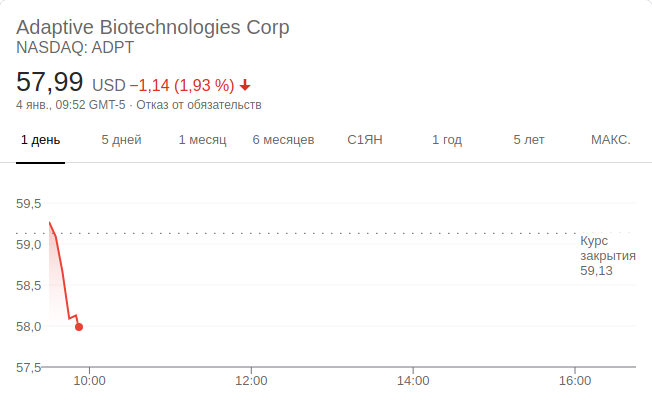 Adaptive Biotechnologies Corp
NASDAQ: ADPT
57,99 USD −1,14 (1,93 %)
4 янв., 09:52 GMT-5 · Отказ от обязательств
1 день 5 дней 1 месяц 6 месяцев С1ЯН 1 год 5 лет МАКС.
59,5
59,0
58,5
58,0
57,5
Курс
закрытия
59,13
10:00 12:00 14:00 16:00